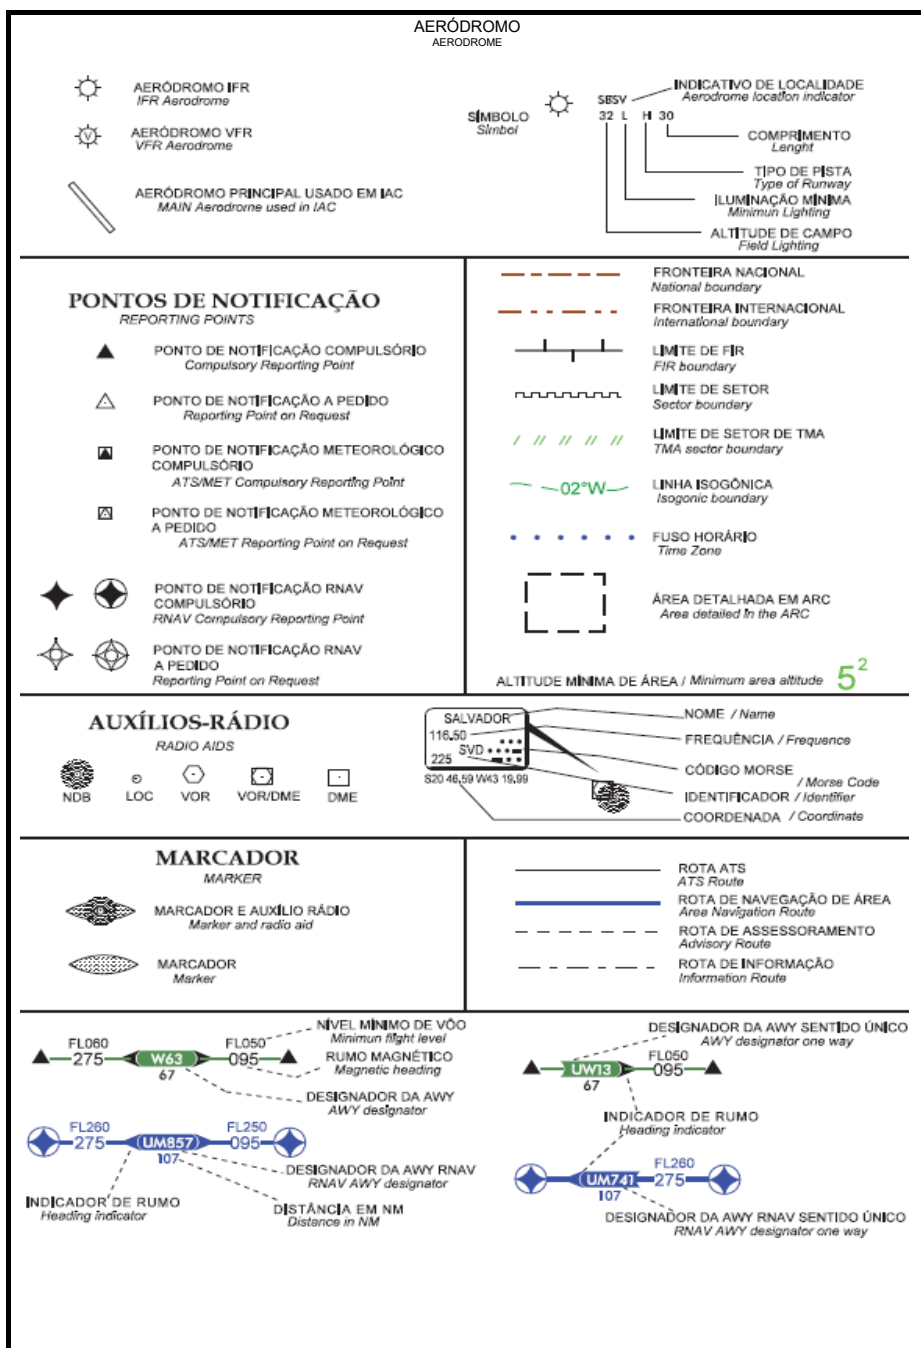 AERÓDROMO
AERODROME
AERÓDROMO IFR
IFR Aerodrome
AERÓDROMO VFR
VFR Aerodrome
V
AERÓDROMO PRINCIPAL USADO EM IAC
MAIN Aerodrome used in IAC
SÍMBOLO
Simbol
SBSV
32 L H 30
INDICATIVO DE LOCALIDADE
Aerodrome location indicator
COMPRIMENTO
Lenght
TIPO DE PISTA
Type of Runway
ILUMINAÇÃO MÍNIMA
Minimun Lighting
ALTITUDE DE CAMPO
Field Lighting
PONTOS DE NOTIFICAÇÃO
REPORTING POINTS
PONTO DE NOTIFICAÇÃO COMPULSÓRIO
Compulsory Reporting Point
PONTO DE NOTIFICAÇÃO A PEDIDO
Reporting Point on Request
PONTO DE NOTIFICAÇÃO METEOROLÓGICO
COMPULSÓRIO
ATS/MET Compulsory Reporting Point
PONTO DE NOTIFICAÇÃO METEOROLÓGICO
A PEDIDO
ATS/MET Reporting Point on Request
PONTO DE NOTIFICAÇÃO RNAV
COMPULSÓRIO
RNAV Compulsory Reporting Point
PONTO DE NOTIFICAÇÃO RNAV
A PEDIDO
Reporting Point on Request
FRONTEIRA NACIONAL
National boundary
FRONTEIRA INTERNACIONAL
International boundary
LIMITE DE FIR
FIR boundary
LIMITE DE SETOR
Sector boundary
LIMITE DE SETOR DE TMA
TMA sector boundary
02°W
LINHA ISOGÔNICA
Isogonic boundary
FUSO HORÁRIO
Time Zone
ÁREA DETALHADA EM ARC
Area detailed in the ARC
ALTITUDE MÍNIMA DE ÁREA / Minimum area altitude 5²
AUXÍLIOS-RÁDIO
RADIO AIDS
NDB LOC VOR VOR/DME DME
SALVADOR
116.50
SVD
225
S20 46,59 W43 19,99
NOME / Name
FREQUÊNCIA / Frequence
CÓDIGO MORSE
/ Morse Code
IDENTIFICADOR / Identifier
COORDENADA / Coordinate
MARCADOR
MARKER
MARCADOR E AUXÍLIO RÁDIO
Marker and radio aid
MARCADOR
Marker
ROTA ATS
ATS Route
ROTA DE NAVEGAÇÃO DE ÁREA
Area Navigation Route
ROTA DE ASSESSORAMENTO
Advisory Route
ROTA DE INFORMAÇÃO
Information Route
FL060
275
W63
67
FL050
095
NÍVEL MÍNIMO DE VÔO
Minimun flight level
RUMO MAGNÉTICO
Magnetic heading
DESIGNADOR DA AWY
AWY designator
FL260
275
UM857
107
FL250
095
DESIGNADOR DA AWY RNAV
RNAV AWY designator
INDICADOR DE RUMO
Heading indicator
DISTÂNCIA EM NM
Distance in NM
DESIGNADOR DA AWY SENTIDO ÚNICO
AWY designator one way
UW13
67
FL050
095
INDICADOR DE RUMO
Heading indicator
UM741
107
FL260
275
DESIGNADOR DA AWY RNAV SENTIDO ÚNICO
RNAV AWY designator one way